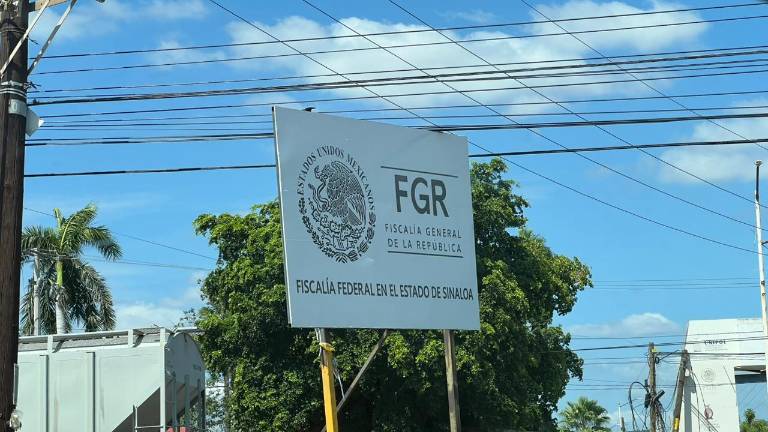 ESTADOS UNIDOS MEXICANOS
FGR
FISCALÍA GENERAL
DE LA REPÚBLICA
FISCALÍA FEDERAL EN EL ESTADO DE SINALOA